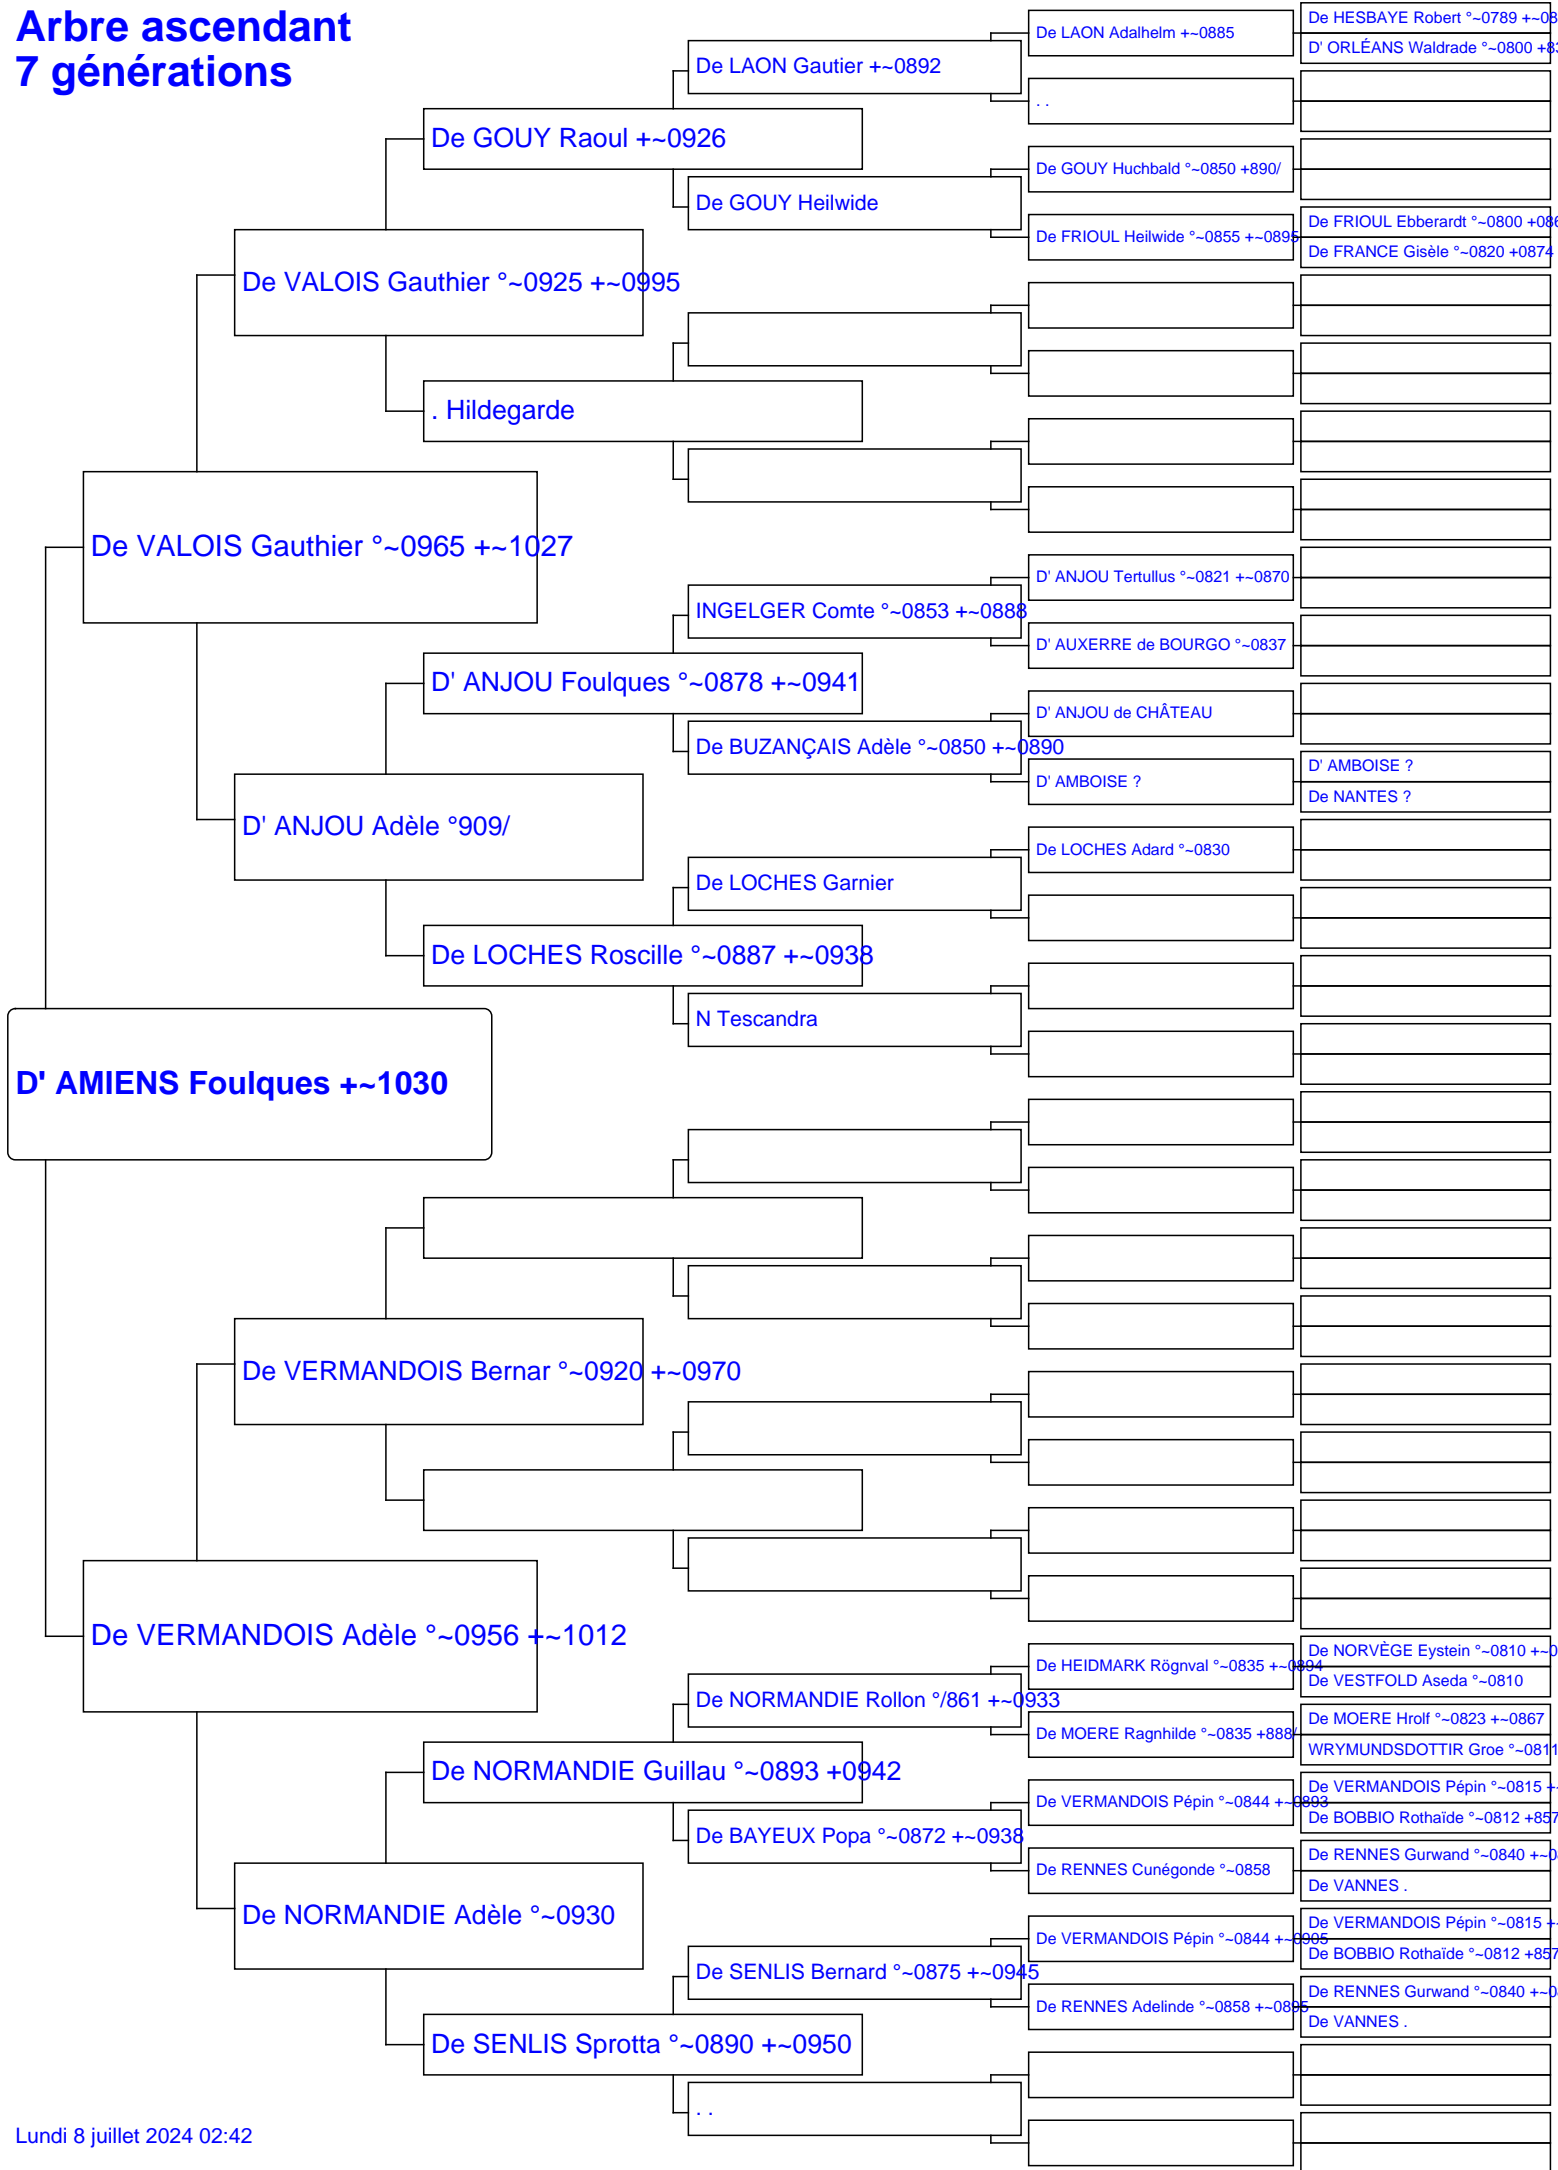 Arbre ascendant
7 générations
De LAON Adalhelm +~0885
De HESBAYE Robert °~0789 +~08
D' ORLÉANS Waldrade °~0800 +83
De LAON Gautier +~0892
. .
De GOUY Raoul +~0926
De GOUY Huchbald °~0850 +890/
De GOUY Heilwide
De FRIOUL Heilwide °~0855 +~0895
De FRIOUL Ebberardt °~0800 +086
De FRANCE Gisèle °~0820 +0874
De VALOIS Gauthier °~0925 +~0995
. Hildegarde
De VALOIS Gauthier °~0965 +~1027
D' ANJOU Tertullus °~0821 +~0870
INGELGER Comte °~0853 +~0888
D' AUXERRE de BOURGO °~0837
D' ANJOU Foulques °~0878 +~0941
D' ANJOU de CHÂTEAU
De BUZANÇAIS Adèle °~0850 +~0890
D' AMBOISE ?
D' AMBOISE ?
De NANTES ?
D' ANJOU Adèle °909/
De LOCHES Adard °~0830
De LOCHES Garnier
De LOCHES Roscille °~0887 +~0938
N Tescandra
D' AMIENS Foulques +~1030
De VERMANDOIS Bernar °~0920 +~0970
De VERMANDOIS Adèle °~0956 +~1012
De HEIDMARK Rögnval °~0835 +~0894
De NORVÈGE Eystein °~0810 +~0
De VESTFOLD Aseda °~0810
De NORMANDIE Rollon °/861 +~0933
De MOERE Ragnhilde °~0835 +888/
De MOERE Hrolf °~0823 +~0867
WRYMUNDSDOTTIR Groe °~0811
De NORMANDIE Guillau °~0893 +0942
De VERMANDOIS Pépin °~0844 +~0893
De VERMANDOIS Pépin °~0815 +~
De BOBBIO Rothaïde °~0812 +857
De BAYEUX Popa °~0872 +~0938
De RENNES Cunégonde °~0858
De RENNES Gurwand °~0840 +~0
De VANNES .
De NORMANDIE Adèle °~0930
De VERMANDOIS Pépin °~0844 +~0905
De VERMANDOIS Pépin °~0815 +~
De BOBBIO Rothaïde °~0812 +857
De SENLIS Bernard °~0875 +~0945
De RENNES Adelinde °~0858 +~0895
De RENNES Gurwand °~0840 +~0
De VANNES .
De SENLIS Sprotta °~0890 +~0950
. .
Lundi 8 juillet 2024 02:42